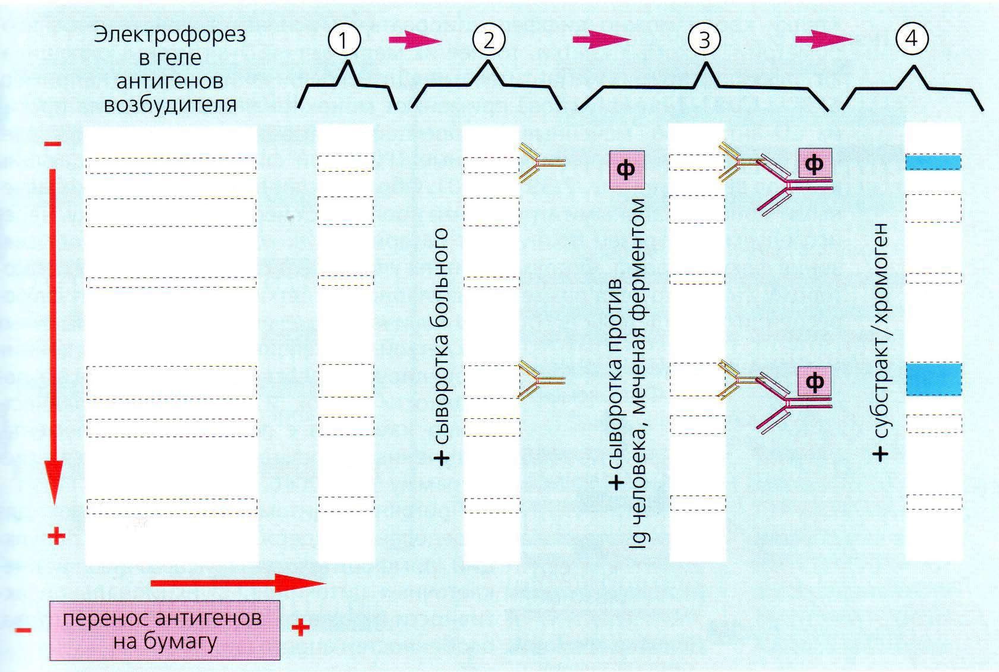 Электрофорез
в геле
антигенов
возбудителя
1
2
3
4
−
+
+ сыворотка больного
ф
+ сыворотка против
Ig человека, меченая ферментом
ф
ф
+ субстракт/хромоген
перенос антигенов
на бумагу
−
+